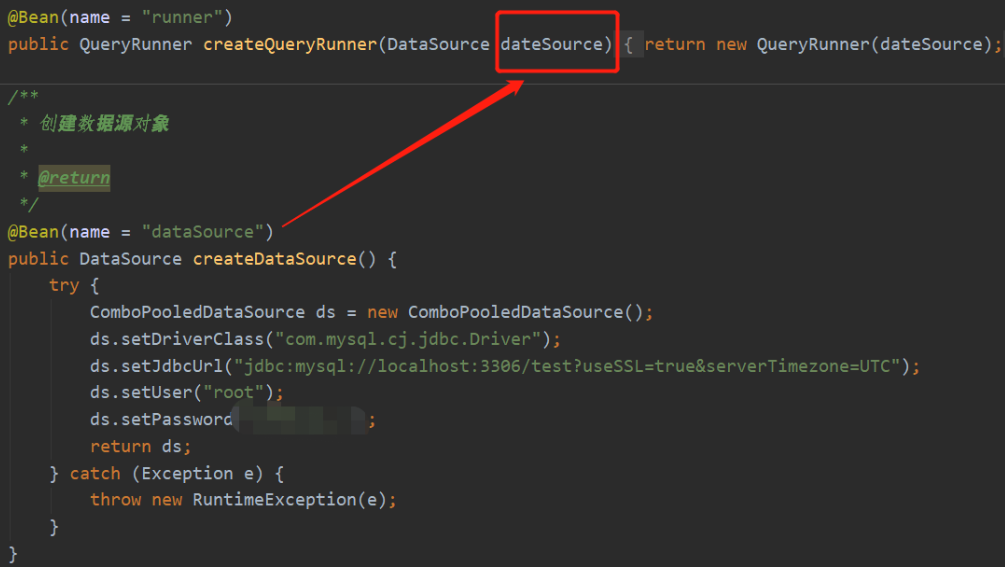 @Bean(name = "runner")
public QueryRunner createQueryRunner(DataSource dateSource) { return new QueryRunner(dateSource);
/**
* 创建数据源对象
*
* @return
*/
@Bean(name = "dataSource")
public DataSource createDataSource() {
try {
ComboPooledDataSource ds = new ComboPooledDataSource();
ds.setDriverClass("com.mysql.cj.jdbc.Driver");
ds.setJdbcUrl("jdbc:mysql://localhost:3306/test?useSSL=true&serverTimezone=UTC");
ds.setUser("root");
ds.setPassword ;
return ds;
} catch (Exception e) {
throw new RuntimeException(e);
}
}